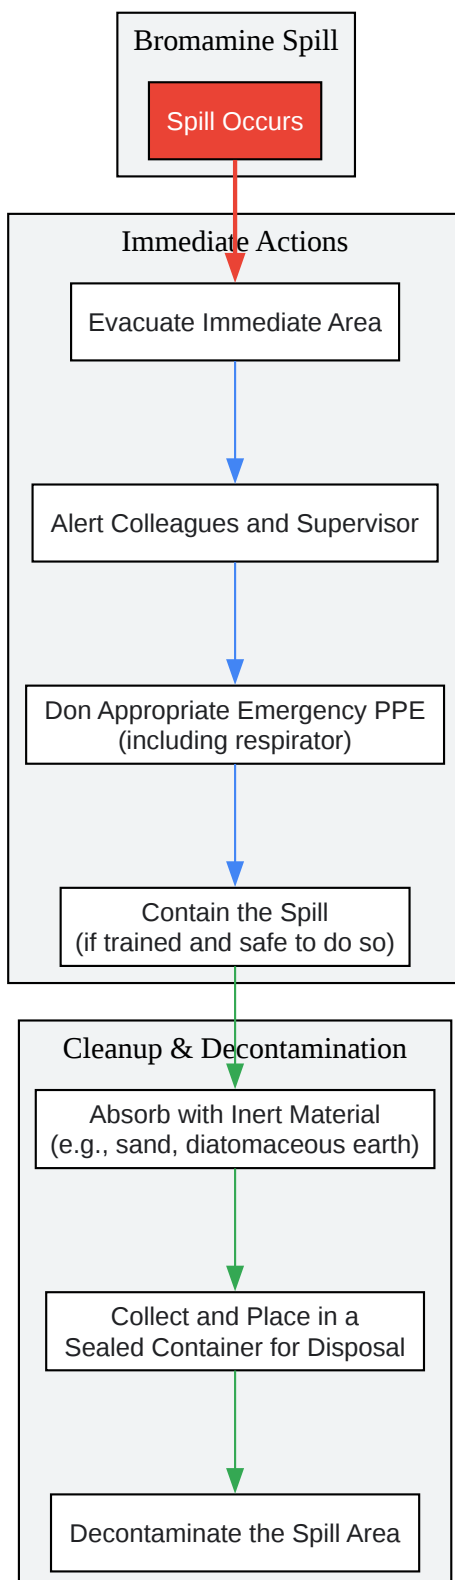 Bromamine Spill
Spill Occurs
Immediate Actions
Evacuate Immediate Area
Alert Colleagues and Supervisor
Don Appropriate Emergency PPE
(including respirator)
Contain the Spill
(if trained and safe to do so)
Cleanup & Decontamination
Absorb with Inert Material
(e.g., sand, diatomaceous earth)
Collect and Place in a
Sealed Container for Disposal
Decontaminate the Spill Area